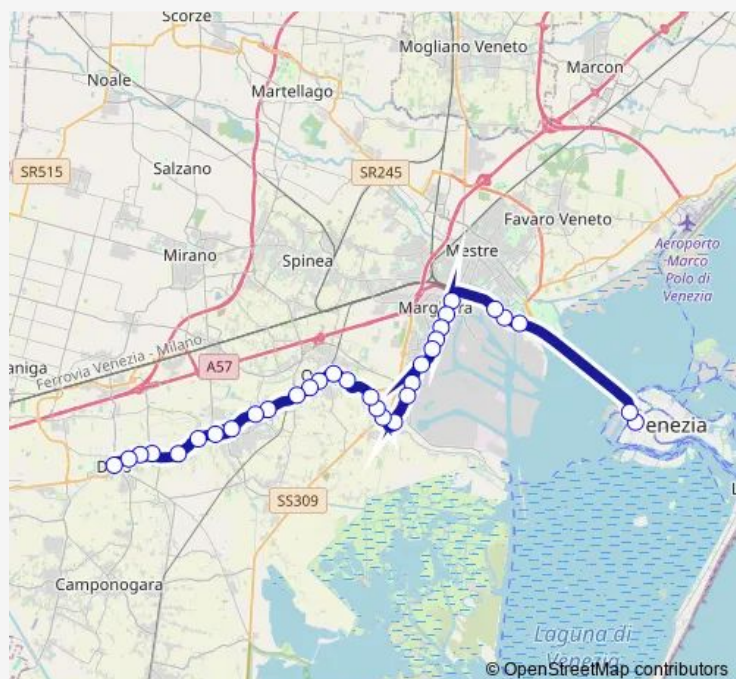 Scorze
Mogliano Veneto
Noale
Marcon
Martellago
SR515
Salzano
SR245
Favaro Veneto
Mirano
Spinea
Mestre
Aeroporto
Marco
Polo di
Venezia
aniga
Ferrovia Venezia - Milano
A57
enezia
SS309
Camponogara
Laguna di
Venezia
© OpenStreetMap contributors